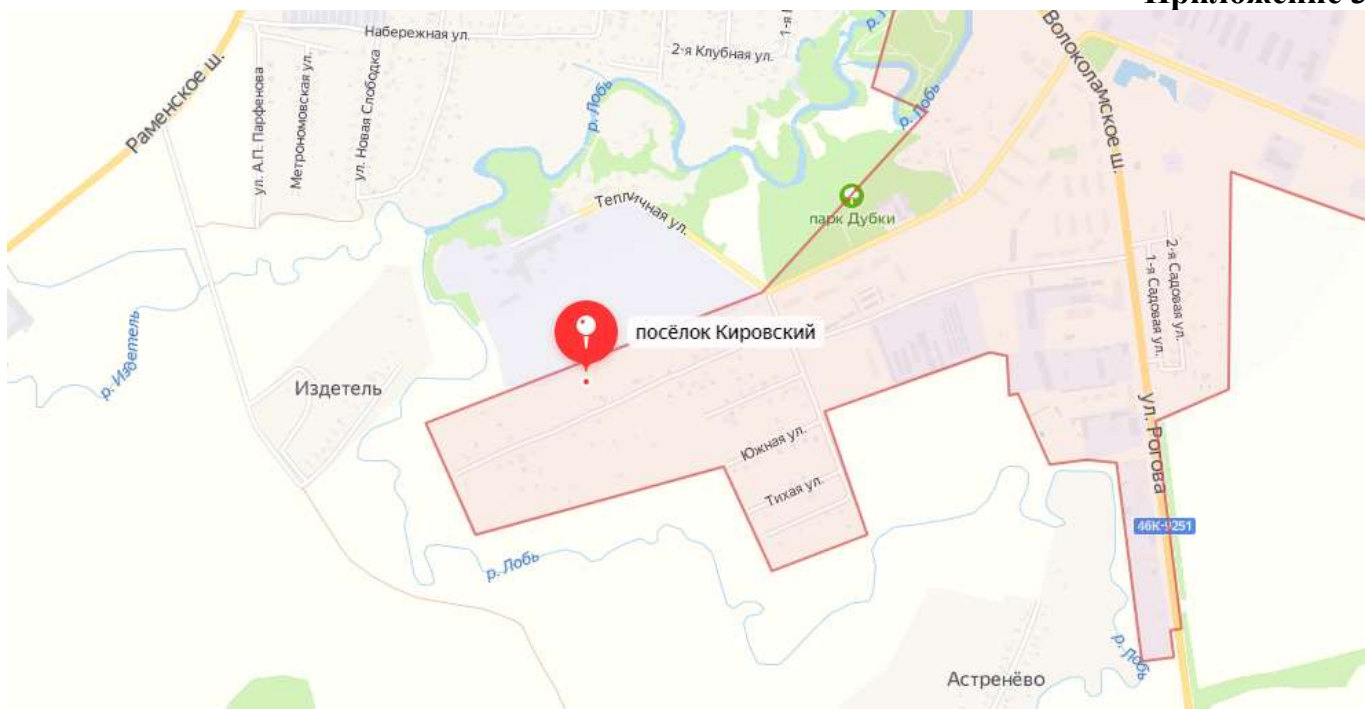 Приложение 3
Набережная ул.
2-я Клубная ул.
Волоколамское ш.
Раменское ш.
ул. А.П. Парфенова
Метрономовская ул.
ул. Новая Слободка
р. Лобь
р. Лобь
Тепличная ул.
парк Дубки
2-я Садовая ул.
1-я Садовая ул.
р. Издетель
посёлок Кировский
Издетель
Южная ул.
ул. Рогова
Тихая ул.
46К-9251
р. Лобь
р. Лобь
Астренёво